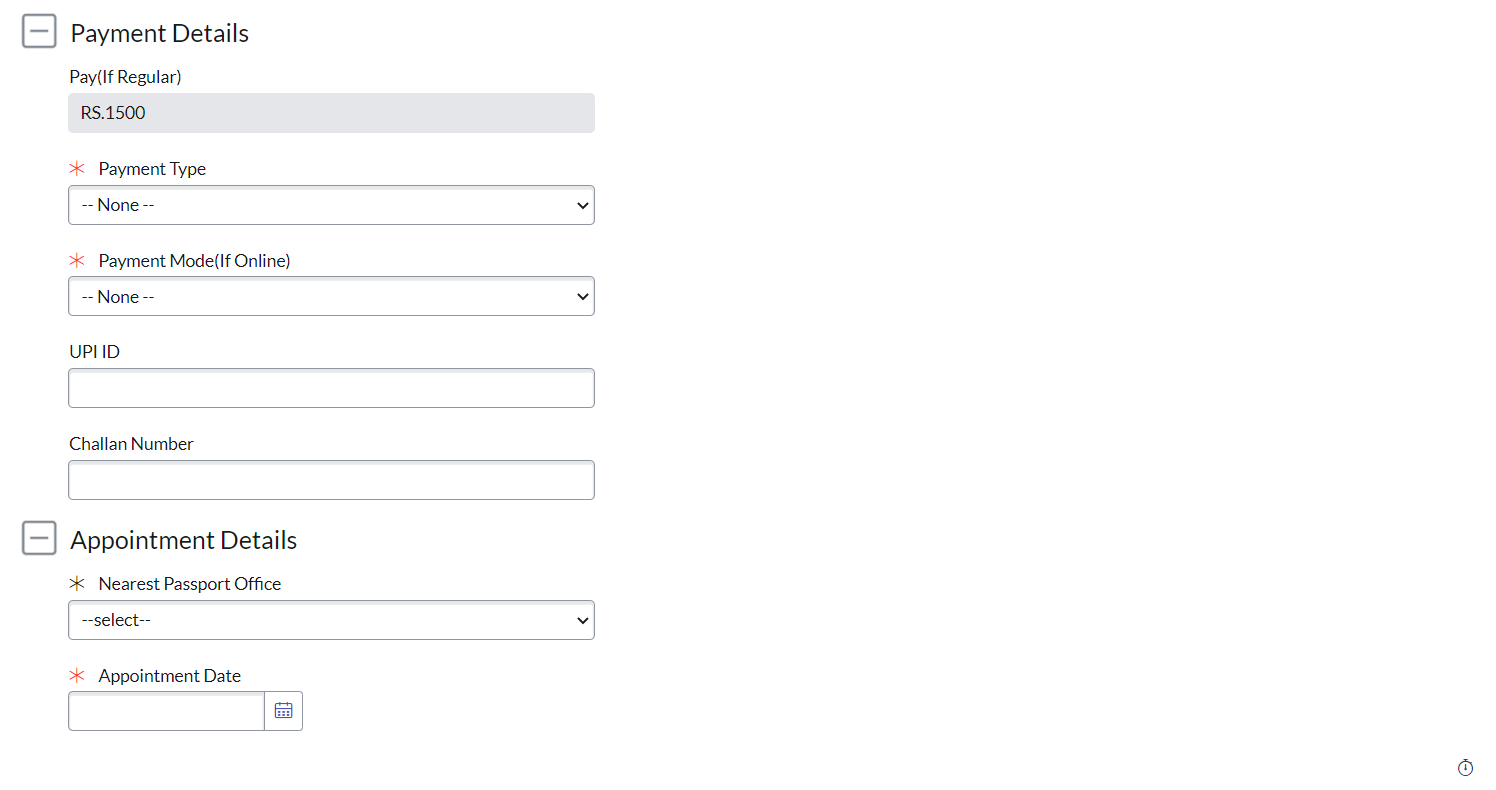 Payment Details
Pay(If Regular)
RS.1500
* Payment Type
-- None --
* Payment Mode(If Online)
-- None --
UPI ID
Challan Number
Appointment Details
* Nearest Passport Office
--select--
* Appointment Date